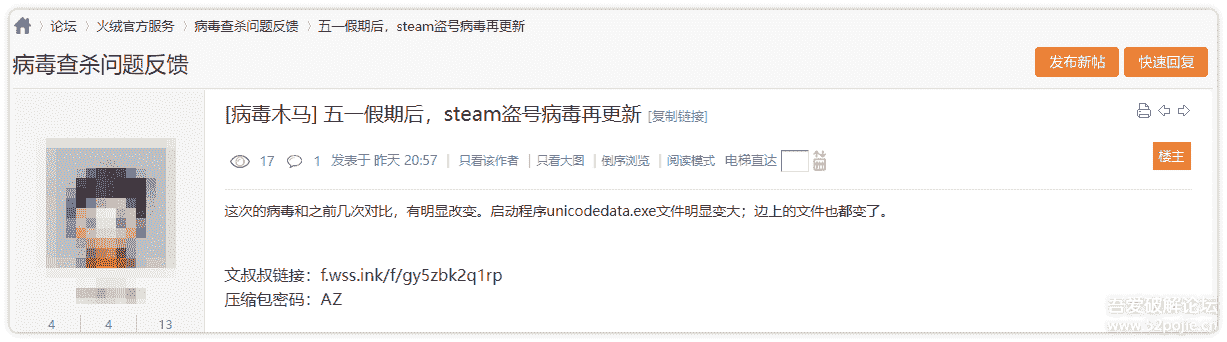 论坛 > 火绒官方服务 > 病毒查杀问题反馈 > 五一假期后，steam盗号病毒再更新
病毒查杀问题反馈
发布新帖 快速回复
[病毒木马] 五一假期后，steam盗号病毒再更新 [复制链接]
17 1 发表于 昨天 20:57 | 只看该作者 | 只看大图 | 倒序浏览 | 阅读模式 电梯直达
楼主
这次的病毒和之前几次对比，有明显改变。启动程序unicodedata.exe文件明显变大；边上的文件也都变了。
文叔叔链接：f.wss.ink/f/gy5zbk2q1rp
压缩包密码：AZ
4 4 13
吾爱破解论坛
www.52pojie.cn